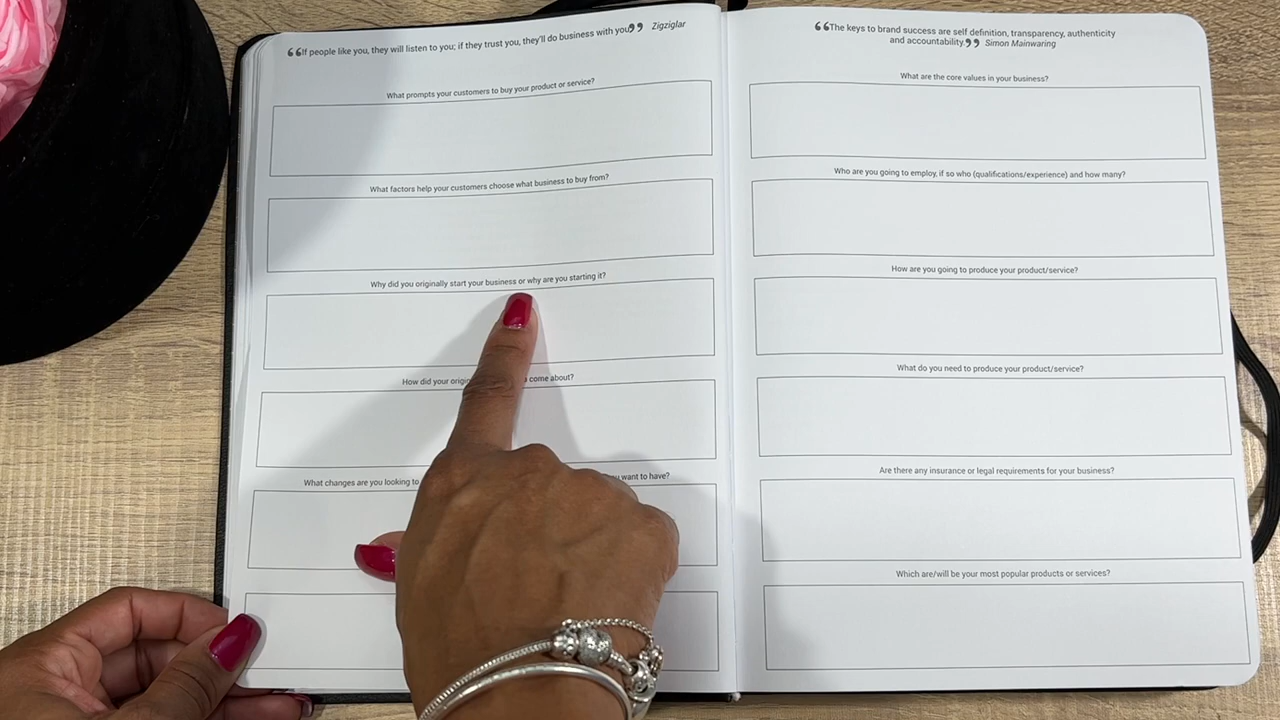 ❝If people like you, they will listen to you; if they trust you, they'll do business with you❞ Zigziglar
What prompts your customers to buy your product or service?
What factors help your customers choose what business to buy from?
Why did you originally start your business or why are you starting it?
How did your come about?
What changes are you looking to want to have?
❝The keys to brand success are self definition, transparency, authenticity
and accountability❞ Simon Mainwaring
What are the core values in your business?
Who are you going to employ, if so who (qualifications/experience) and how many?
How are you going to produce your product/service?
What do you need to produce your product/service?
Are there any insurance or legal requirements for your business?
Which are/will be your most popular products or services?